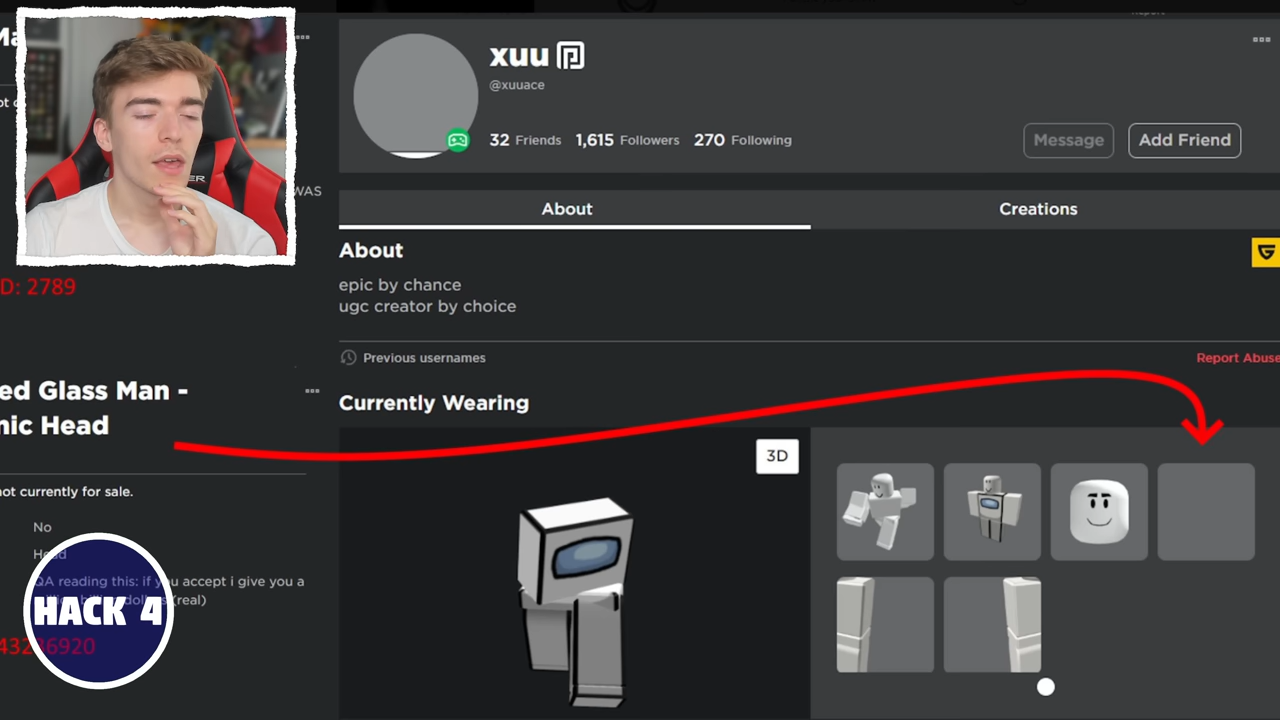 Ma
xuu
@xuuace
32 Friends 1,615 Followers 270 Following
Message
Add Friend
WAS
About
Creations
About
epic by chance
ugc creator by choice
D: 2789
Previous usernames
Report Abuse
ed Glass Man -
nic Head
Currently Wearing
3D
not currently for sale.
No
Head
QA reading this: if you accept i give you a
(real)
HACK 4